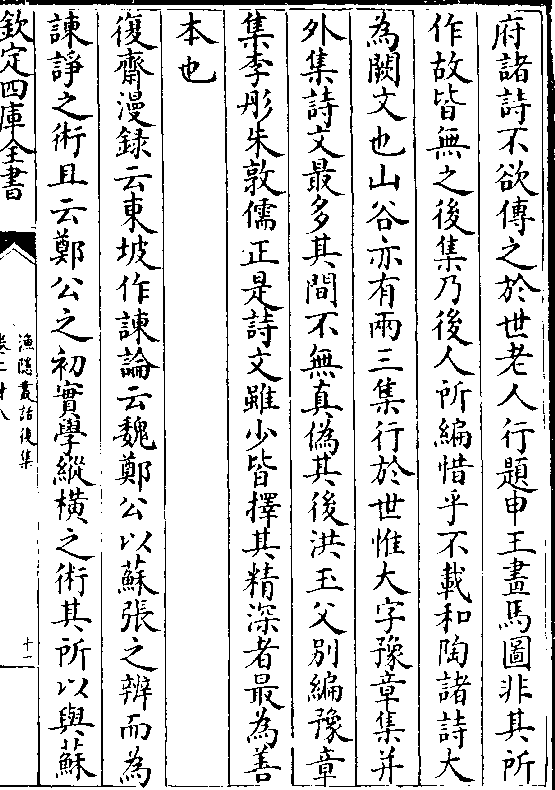 府諸詩不欲傳之於世老人行題申王畫馬圖非其所
作故皆無之後集乃後人所編惜乎不載和陶諸詩大
為闕文也山谷亦有兩三集行於世惟大字豫章集并
外集詩文最多其間不無真偽其後洪玉父別編豫章
集李彤朱敦儒正是詩文雖少皆擇其精深者最為善
本也
復齋漫録云東坡作諫論云魏鄭公以蘇張之辨而為
諫諍之術且云鄭公之初實學縱橫之術其所以與蘇
欽定四庫全書
漁隱叢話後集
卷二十八
十二